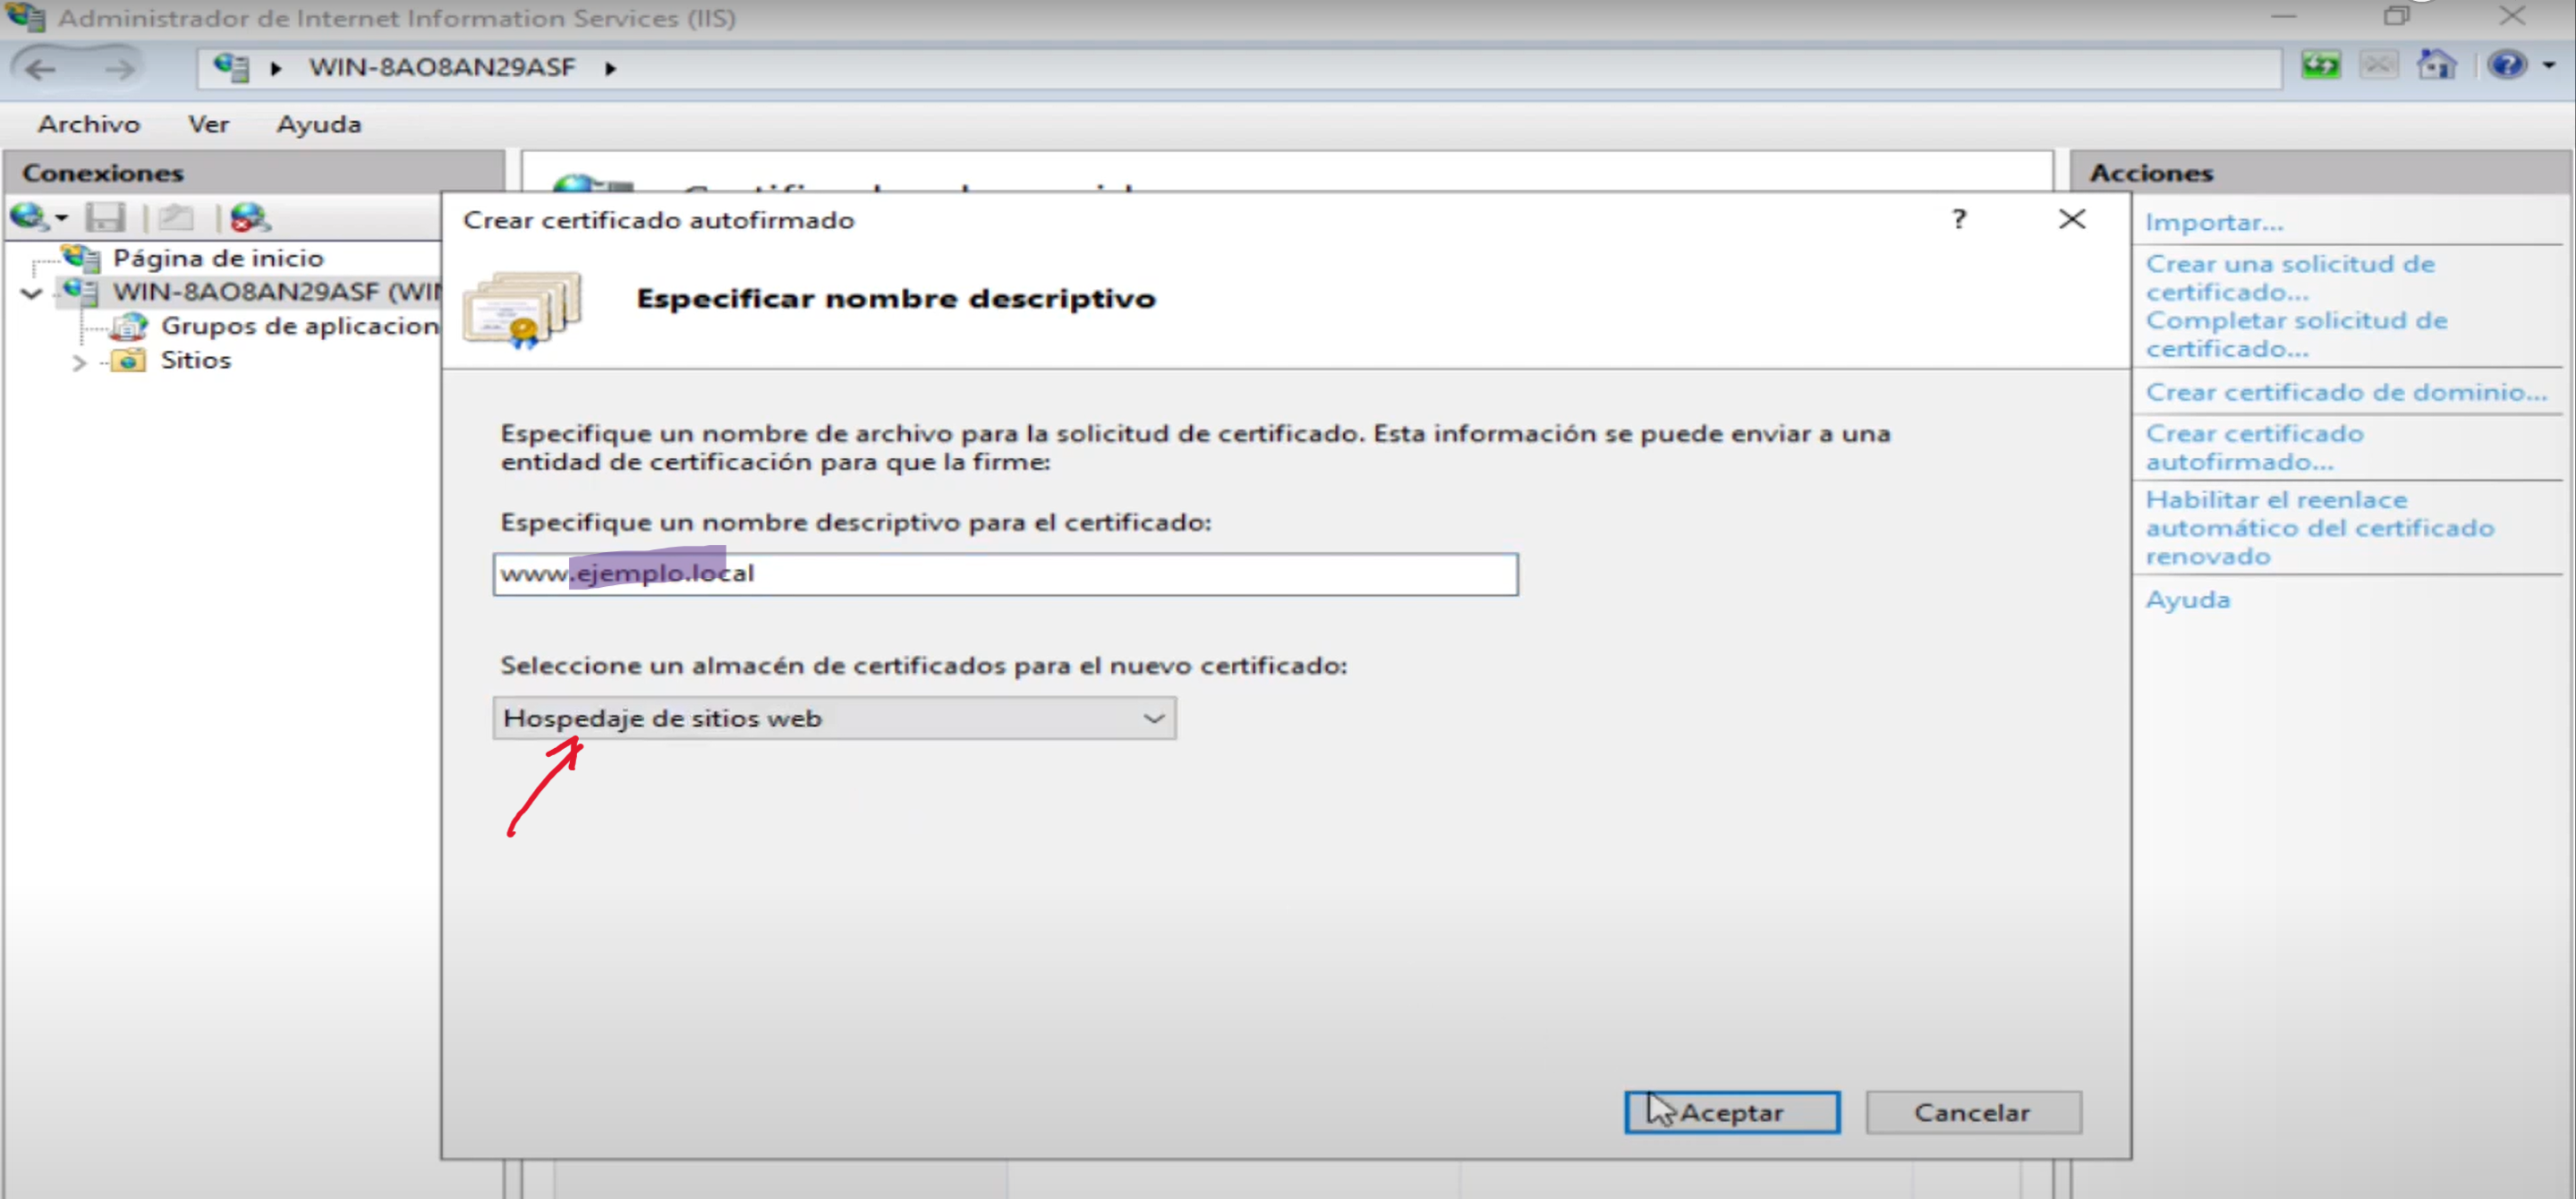 Administrador de Internet Information Services (IIS)
WIN-8AO8AN29ASF
Archivo Ver Ayuda
Conexiones
Página de inicio
WIN-8AO8AN29ASF (WIN
Grupos de aplicacion
Sitios
Crear certificado autofirmado
?
Especificar nombre descriptivo
Especifique un nombre de archivo para la solicitud de certificado. Esta información se puede enviar a una
entidad de certificación para que la firme:
Especifique un nombre descriptivo para el certificado:
www.ejemplo.local
Seleccione un almacén de certificados para el nuevo certificado:
Hospedaje de sitios web
Aceptar Cancelar
Acciones
Importar...
Crear una solicitud de
certificado...
Completar solicitud de
certificado...
Crear certificado de dominio...
Crear certificado
autofirmado...
Habilitar el reenlace
automático del certificado
renovado
Ayuda